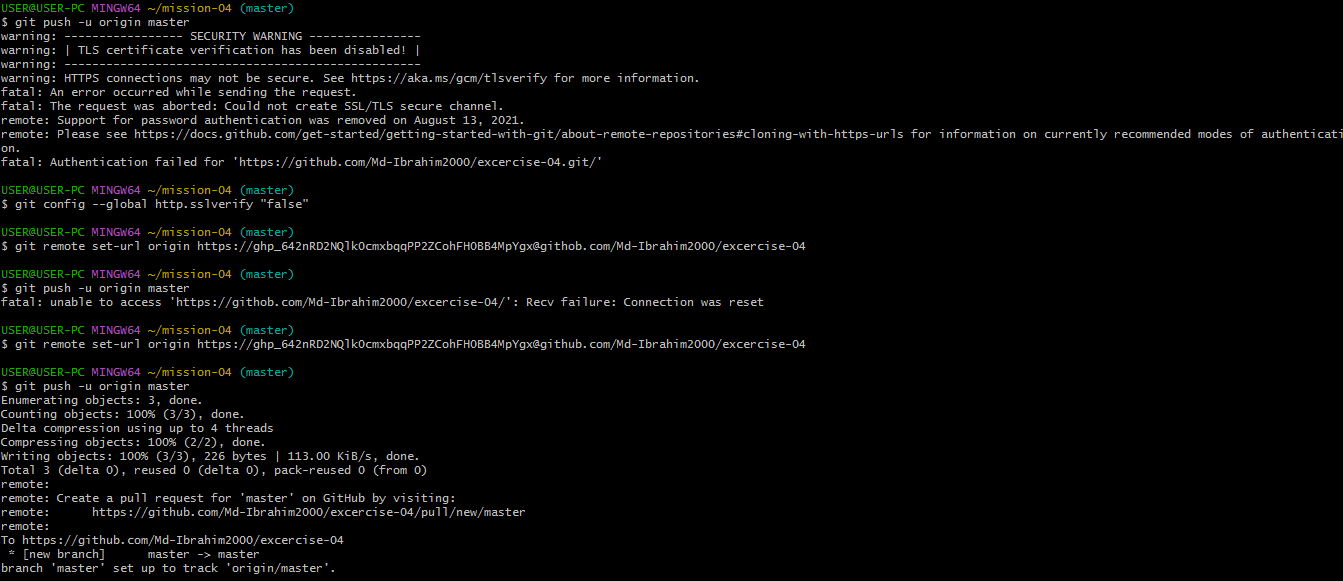 USER@USER-PC MINGW64 ~/mission-04 (master)
$ git push -u origin master
warning: ----------------- SECURITY WARNING ----------------
warning: | TLS certificate verification has been disabled! |
warning: ---------------------------------------------------
warning: HTTPS connections may not be secure. See https://aka.ms/gcm/tlsverify for more information.
fatal: An error occurred while sending the request.
fatal: The request was aborted: Could not create SSL/TLS secure channel.
remote: Support for password authentication was removed on August 13, 2021.
remote: Please see https://docs.github.com/get-started/getting-started-with-git/about-remote-repositories#cloning-with-https-urls for information on currently recommended modes of authenticati
on.
fatal: Authentication failed for 'https://github.com/Md-Ibrahim2000/excercise-04.git/'
USER@USER-PC MINGW64 ~/mission-04 (master)
$ git config --global http.sslverify "false"
USER@USER-PC MINGW64 ~/mission-04 (master)
$ git remote set-url origin https://@githob.com/Md-Ibrahim2000/excercise-04
USER@USER-PC MINGW64 ~/mission-04 (master)
$ git push -u origin master
fatal: unable to access 'https://githob.com/Md-Ibrahim2000/excercise-04/': Recv failure: Connection was reset
USER@USER-PC MINGW64 ~/mission-04 (master)
$ git remote set-url origin https://@github.com/Md-Ibrahim2000/excercise-04
USER@USER-PC MINGW64 ~/mission-04 (master)
$ git push -u origin master
Enumerating objects: 3, done.
Counting objects: 100% (3/3), done.
Delta compression using up to 4 threads
Compressing objects: 100% (2/2), done.
Writing objects: 100% (3/3), 226 bytes | 113.00 KiB/s, done.
Total 3 (delta 0), reused 0 (delta 0), pack-reused 0 (from 0)
remote:
remote: Create a pull request for 'master' on GitHub by visiting:
remote:      https://github.com/Md-Ibrahim2000/excercise-04/pull/new/master
remote:
To https://github.com/Md-Ibrahim2000/excercise-04
 * [new branch]      master -> master
branch 'master' set up to track 'origin/master'.